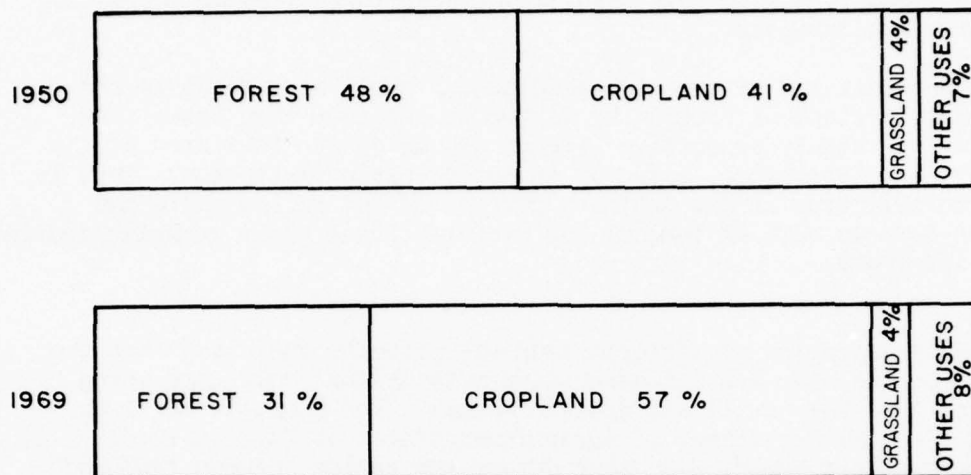 1950
FOREST 48%
CROPLAND 41%
GRASSLAND 4%
OTHER USES
7%
1969
FOREST 31%
CROPLAND 57%
GRASSLAND 4%
OTHER USES
8%